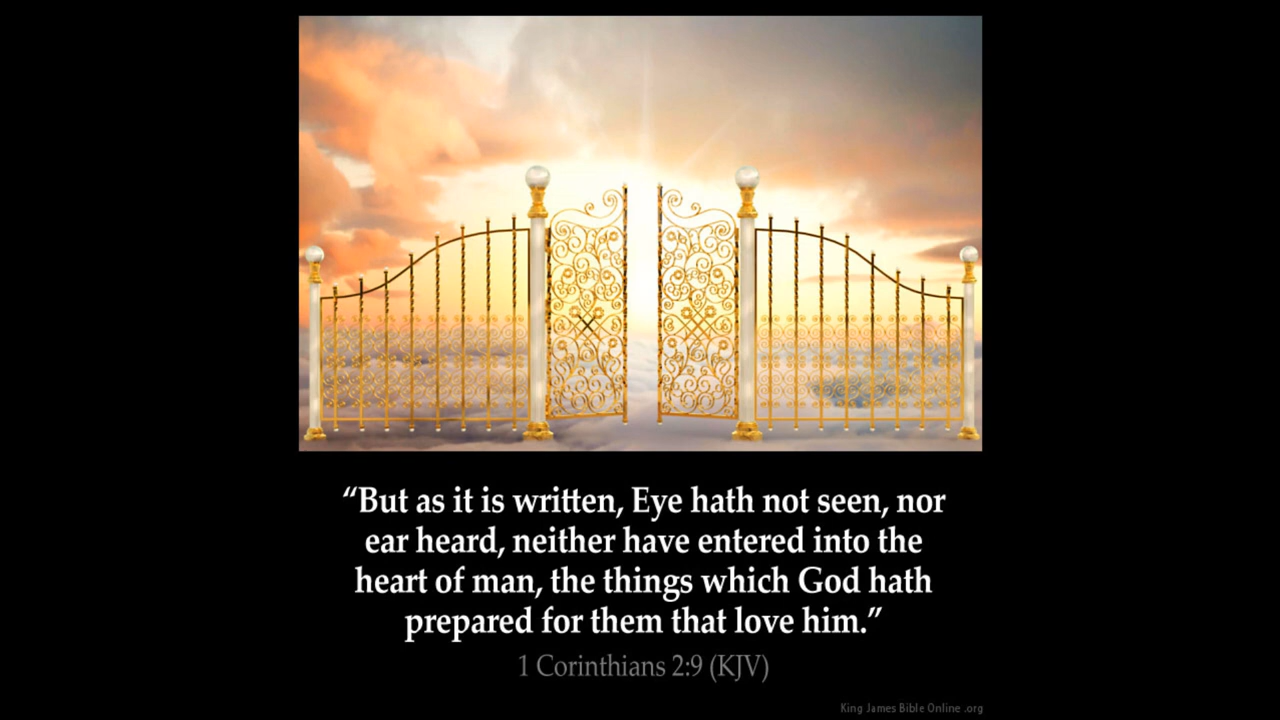 “But as it is written, Eye hath not seen, nor
ear heard, neither have entered into the
heart of man, the things which God hath
prepared for them that love him.”
1 Corinthians 2:9 (KJV)
King James Bible Online .org